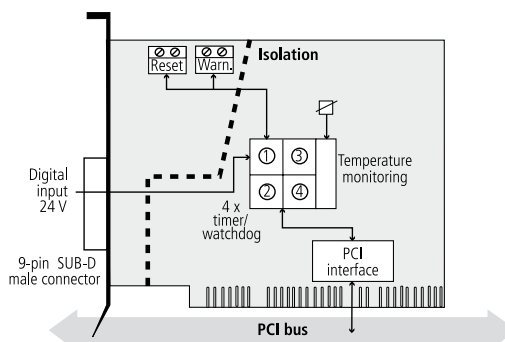 Isolation
Reset
Warn.
① ③
② ④
Temperature
monitoring
Digital
input
24 V
4 x
timer/
watchdog
9-pin SUB-D
male connector
PCI
interface
PCI bus